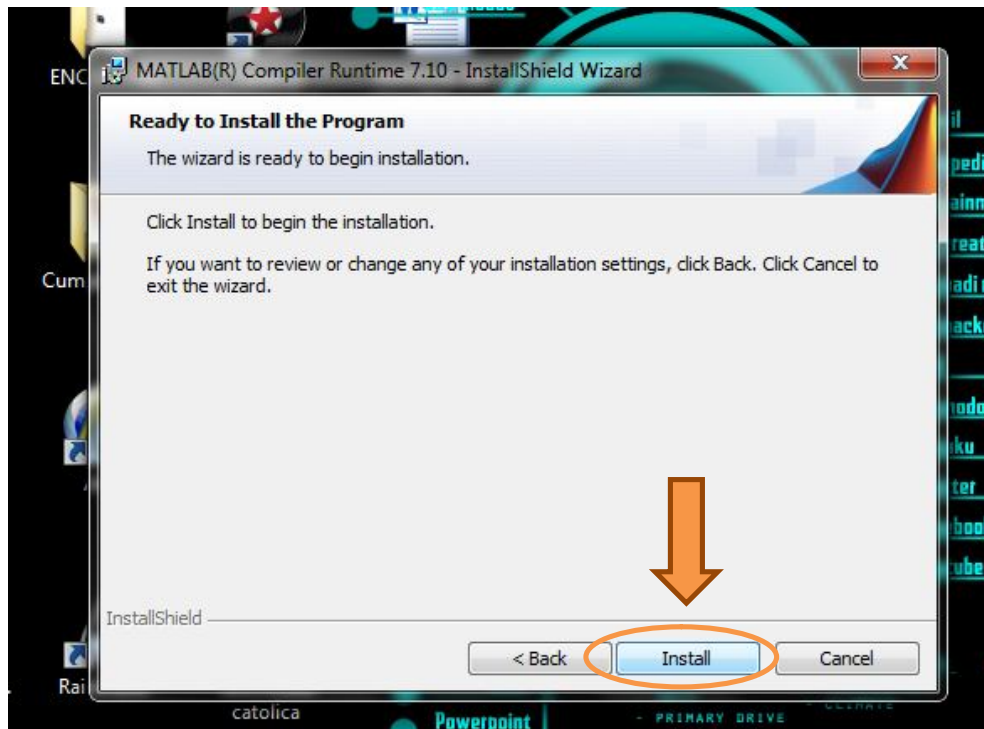 ENC
MATLAB(R) Compiler Runtime 7.10 - InstallShield Wizard
x
Ready to Install the Program
The wizard is ready to begin installation.
Click Install to begin the installation.
If you want to review or change any of your installation settings, click Back. Click Cancel to
exit the wizard.
Cum
InstallShield
< Back
Install
Cancel
Rai
catolica
Powerpoint
- PRIMARY DRIVE
- CLIMATE